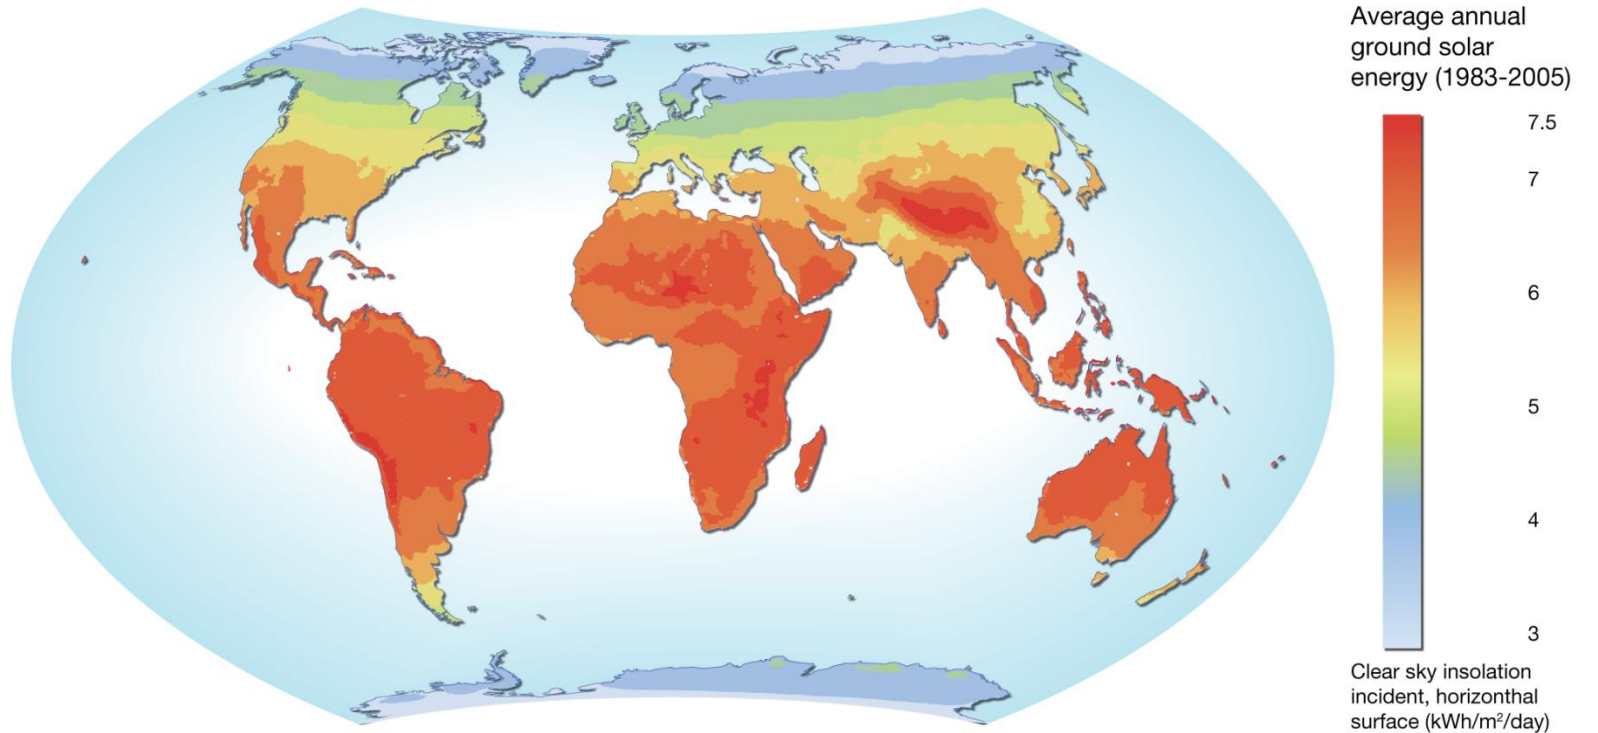 Average annual
ground solar
energy (1983-2005)
7.5
7
6
5
4
3
Clear sky insolation
incident, horizonthal
surface (kWh/m²/day)